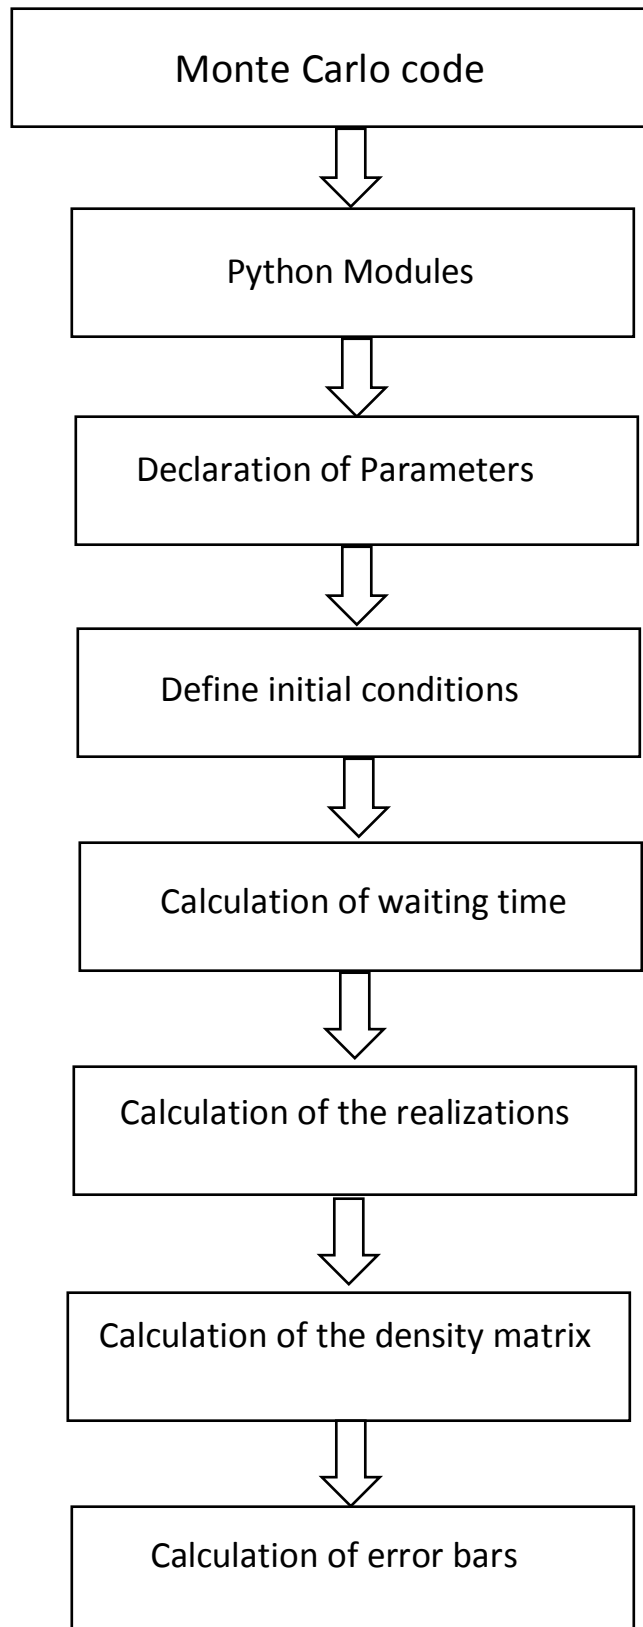 Monte Carlo code
Python Modules
Declaration of Parameters
Define initial conditions
Calculation of waiting time
Calculation of the realizations
Calculation of the density matrix
Calculation of error bars